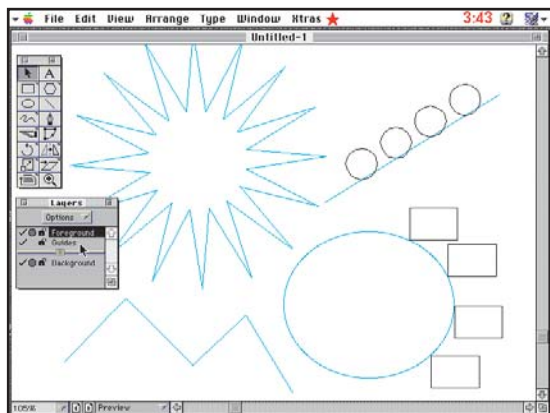 File Edit View Arrange Type Window Xtras 3:43
Untitled-1
A
Layers
Options
Foreground
Guides
Background
105% Preview